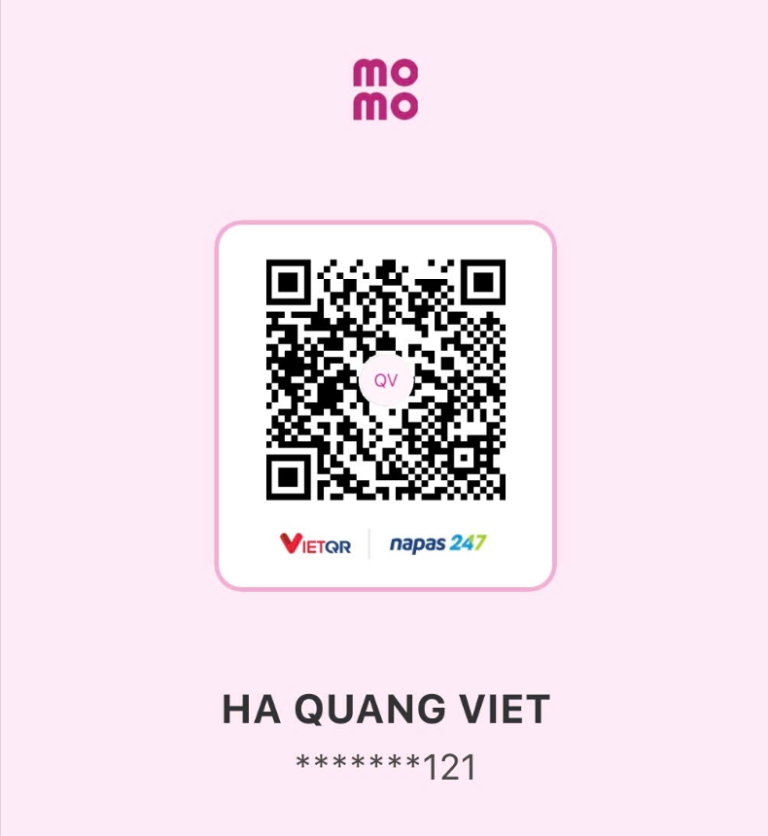 mo
mo
QV
VIETQR
napas 247
HA QUANG VIET
*******121